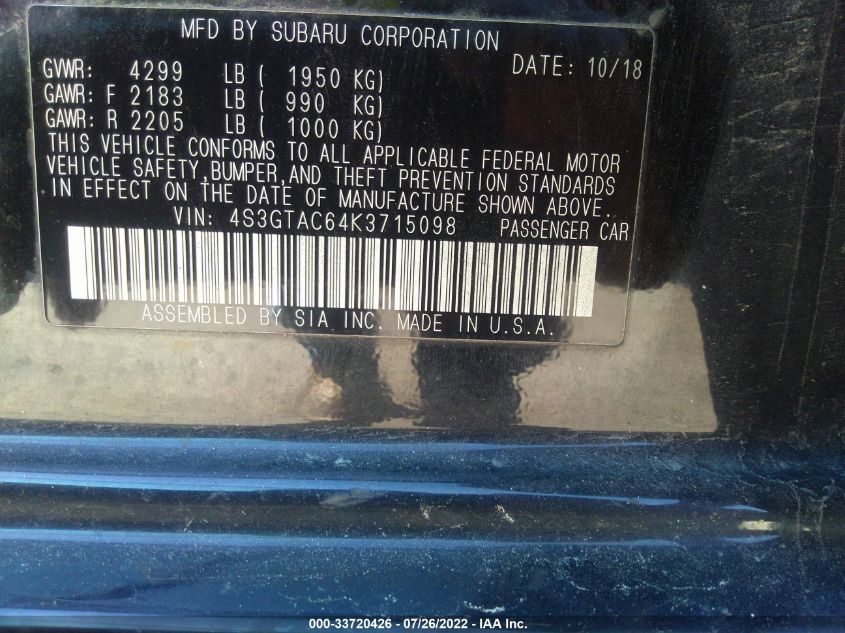 MFD BY SUBARU CORPORATION
GVWR: 4299 LB ( 1950 KG) DATE: 10/18
GAWR: F 2183 LB ( 990 KG)
GAWR: R 2205 LB ( 1000 KG)
THIS VEHICLE CONFORMS TO ALL APPLICABLE FEDERAL MOTOR
VEHICLE SAFETY, BUMPER, AND THEFT PREVENTION STANDARDS
IN EFFECT ON THE DATE OF MANUFACTURE SHOWN ABOVE.
VIN: 4S3GTAC64K3715098 PASSENGER CAR
ASSEMBLED BY SIA INC. MADE IN U.S.A.
000-33720426 - 07/26/2022 - IAA Inc.